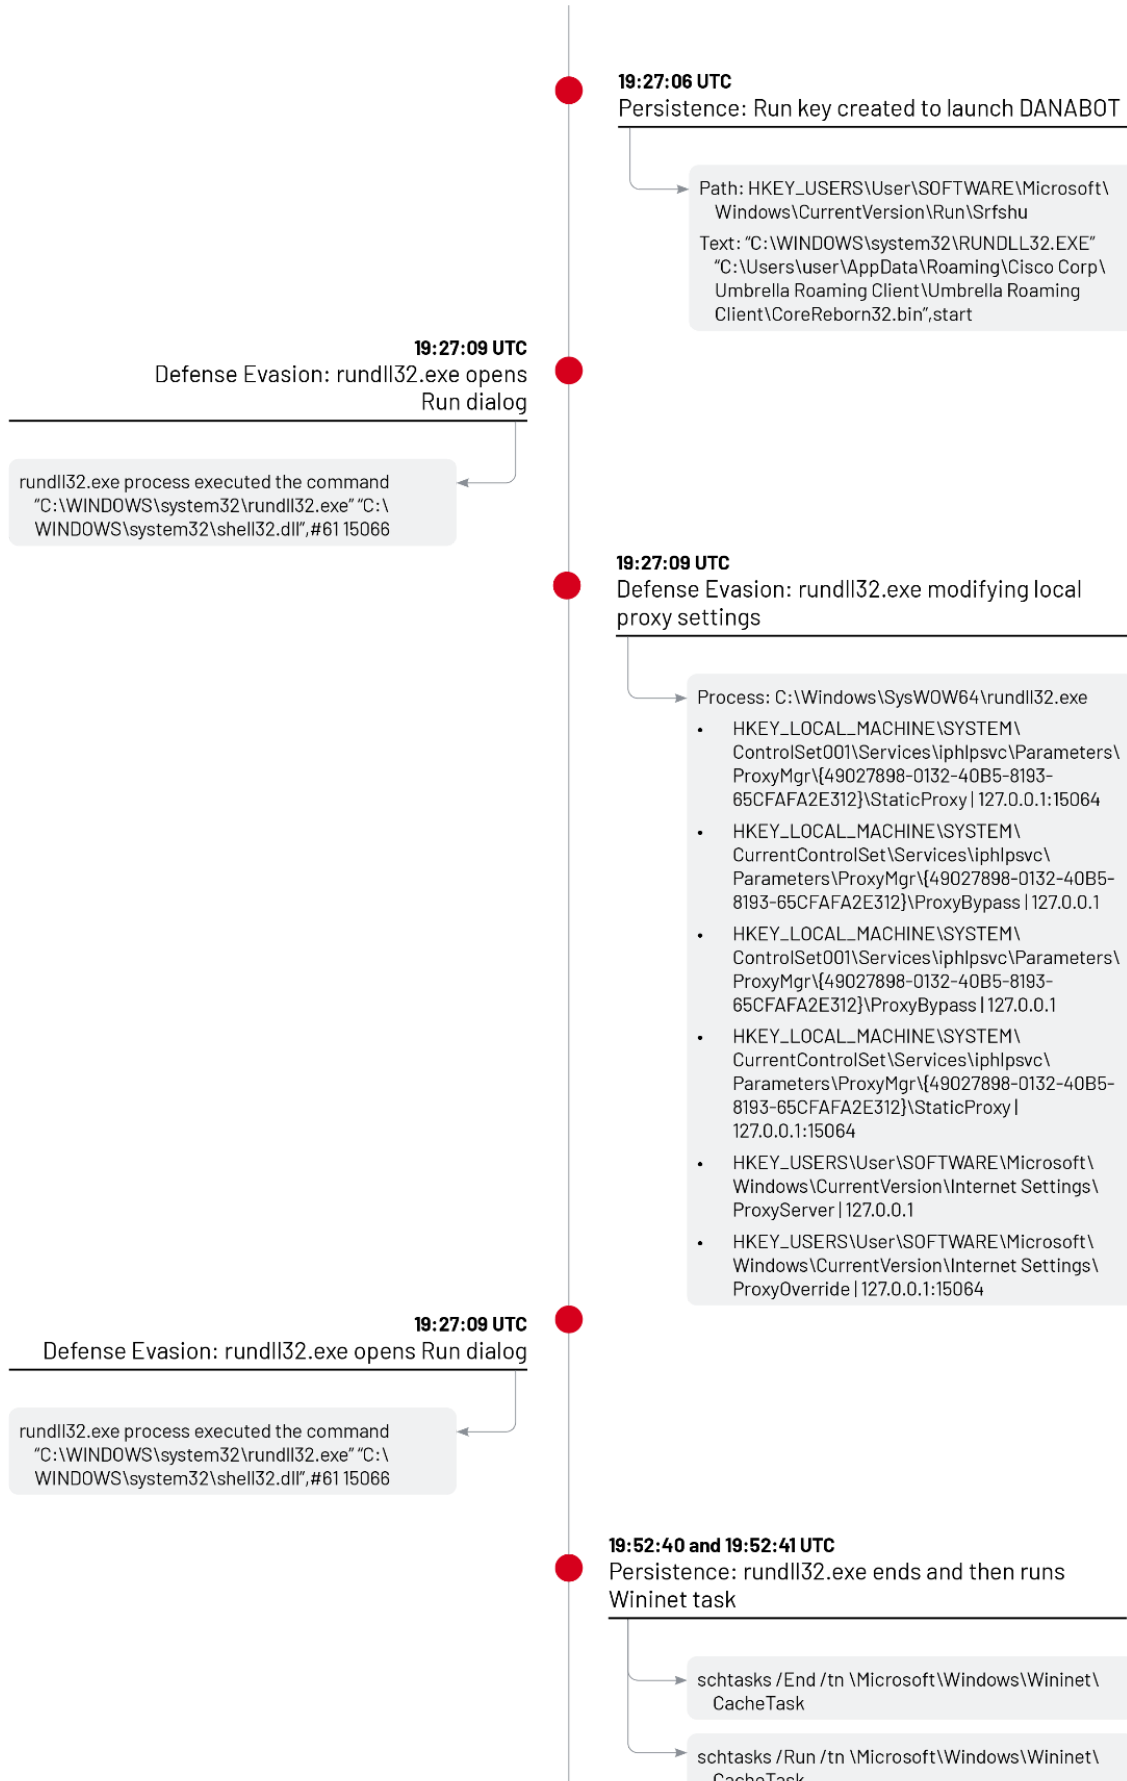 19:27:06 UTC
Persistence: Run key created to launch DANABOT
Path: HKEY_USERS\User\SOFTWARE\Microsoft\
Windows\CurrentVersion\Run\Srfshu
Text: “C:\WINDOWS\system32\RUNDLL32.EXE”
“C:\Users\user\AppData\Roaming\Cisco Corp\
Umbrella Roaming Client\Umbrella Roaming
Client\CoreReborn32.bin”,start
19:27:09 UTC
Defense Evasion: rundll32.exe opens
Run dialog
rundll32.exe process executed the command
“C:\WINDOWS\system32\rundll32.exe” “C:\
WINDOWS\system32\shell32.dll”,#61 15066
19:27:09 UTC
Defense Evasion: rundll32.exe modifying local
proxy settings
Process: C:\Windows\SysWOW64\rundll32.exe
• HKEY_LOCAL_MACHINE\SYSTEM\
ControlSet001\Services\iphlpsvc\Parameters\
ProxyMgr\{49027898-0132-40B5-8193-
65CFAFA2E312}\StaticProxy | 127.0.0.1:15064
• HKEY_LOCAL_MACHINE\SYSTEM\
CurrentControlSet\Services\iphlpsvc\
Parameters\ProxyMgr\{49027898-0132-40B5-
8193-65CFAFA2E312}\ProxyBypass | 127.0.0.1
• HKEY_LOCAL_MACHINE\SYSTEM\
ControlSet001\Services\iphlpsvc\Parameters\
ProxyMgr\{49027898-0132-40B5-8193-
65CFAFA2E312}\ProxyBypass | 127.0.0.1
• HKEY_LOCAL_MACHINE\SYSTEM\
CurrentControlSet\Services\iphlpsvc\
Parameters\ProxyMgr\{49027898-0132-40B5-
8193-65CFAFA2E312}\StaticProxy |
127.0.0.1:15064
• HKEY_USERS\User\SOFTWARE\Microsoft\
Windows\CurrentVersion\Internet Settings\
ProxyServer | 127.0.0.1
• HKEY_USERS\User\SOFTWARE\Microsoft\
Windows\CurrentVersion\Internet Settings\
ProxyOverride | 127.0.0.1:15064
19:27:09 UTC
Defense Evasion: rundll32.exe opens Run dialog
rundll32.exe process executed the command
“C:\WINDOWS\system32\rundll32.exe” “C:\
WINDOWS\system32\shell32.dll”,#61 15066
19:52:40 and 19:52:41 UTC
Persistence: rundll32.exe ends and then runs
Wininet task
schtasks /End /tn \Microsoft\Windows\Wininet\
CacheTask
schtasks /Run /tn \Microsoft\Windows\Wininet\
CacheTask